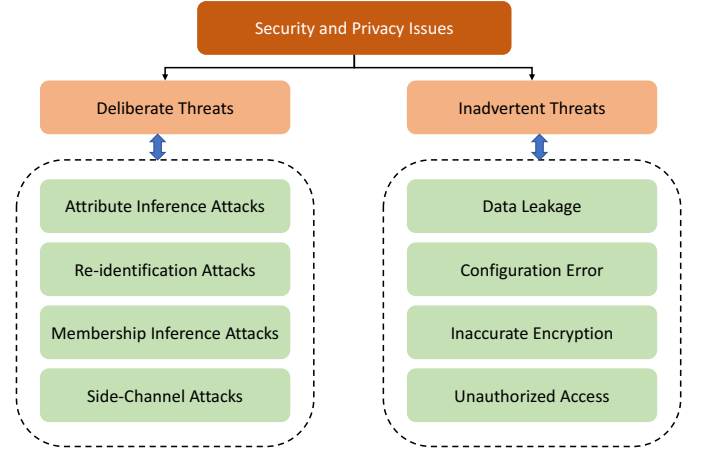 Security and Privacy Issues
Deliberate Threats
Attribute Inference Attacks
Re-identification Attacks
Membership Inference Attacks
Side-Channel Attacks
Inadvertent Threats
Data Leakage
Configuration Error
Inaccurate Encryption
Unauthorized Access